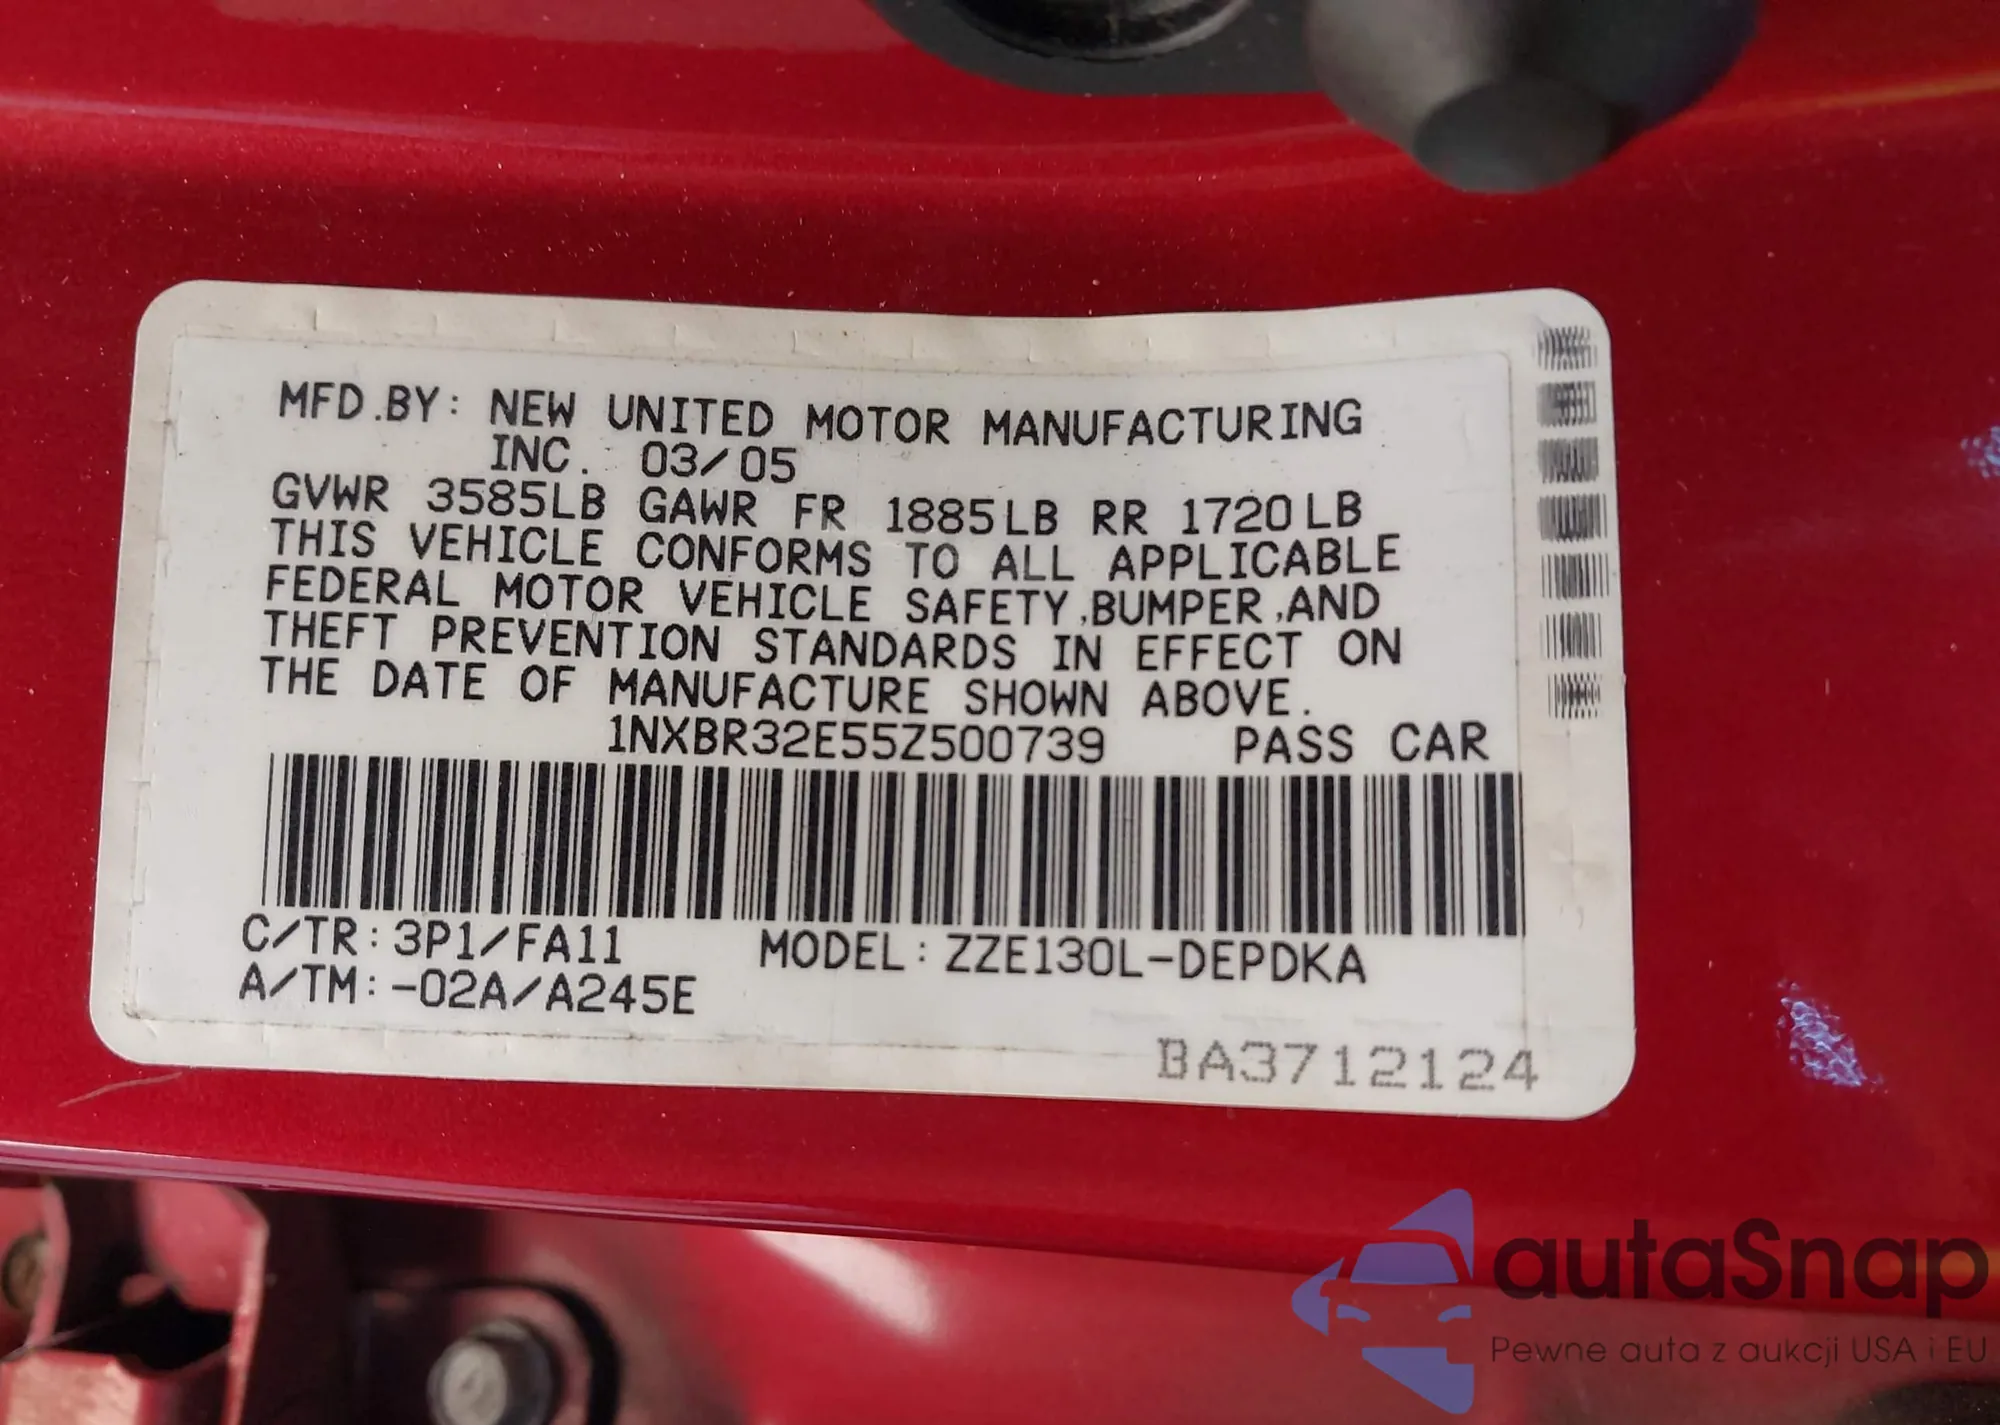 MFD.BY: NEW UNITED MOTOR MANUFACTURING
INC. 03/05
GVWR 3585LB GAWR FR 1885LB RR 1720LB
THIS VEHICLE CONFORMS TO ALL APPLICABLE
FEDERAL MOTOR VEHICLE SAFETY,BUMPER,AND
THEFT PREVENTION STANDARDS IN EFFECT ON
THE DATE OF MANUFACTURE SHOWN ABOVE.
1NXBR32E55Z500739 PASS CAR
C/TR:3P1/FA11 MODEL:ZZE130L-DEPDKA
A/TM:-02A/A245E
BA3712124
autaSnap
Pewne auta z aukcji USA i EU